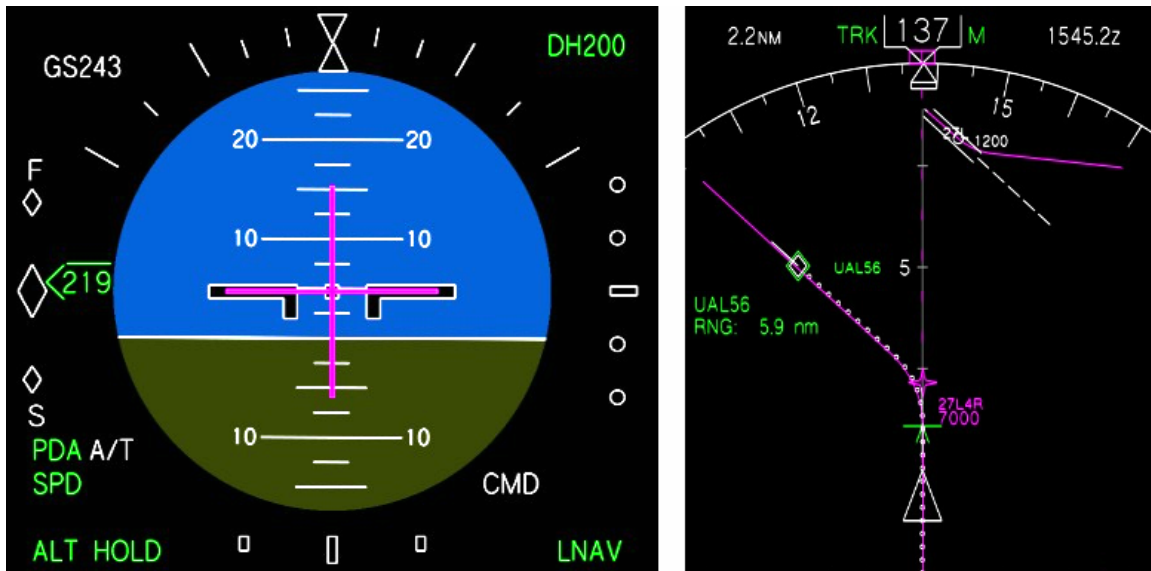 GS243
DH200
20 20
F
10 10
219
S
10 10
PDA A/T
SPD
CMD
ALT HOLD
LNAV
2.2NM
TRK 137 M
1545.2Z
12
15
27L
1200
5
UAL56
UAL56
RNG: 5.9 nm
27L4R
7000